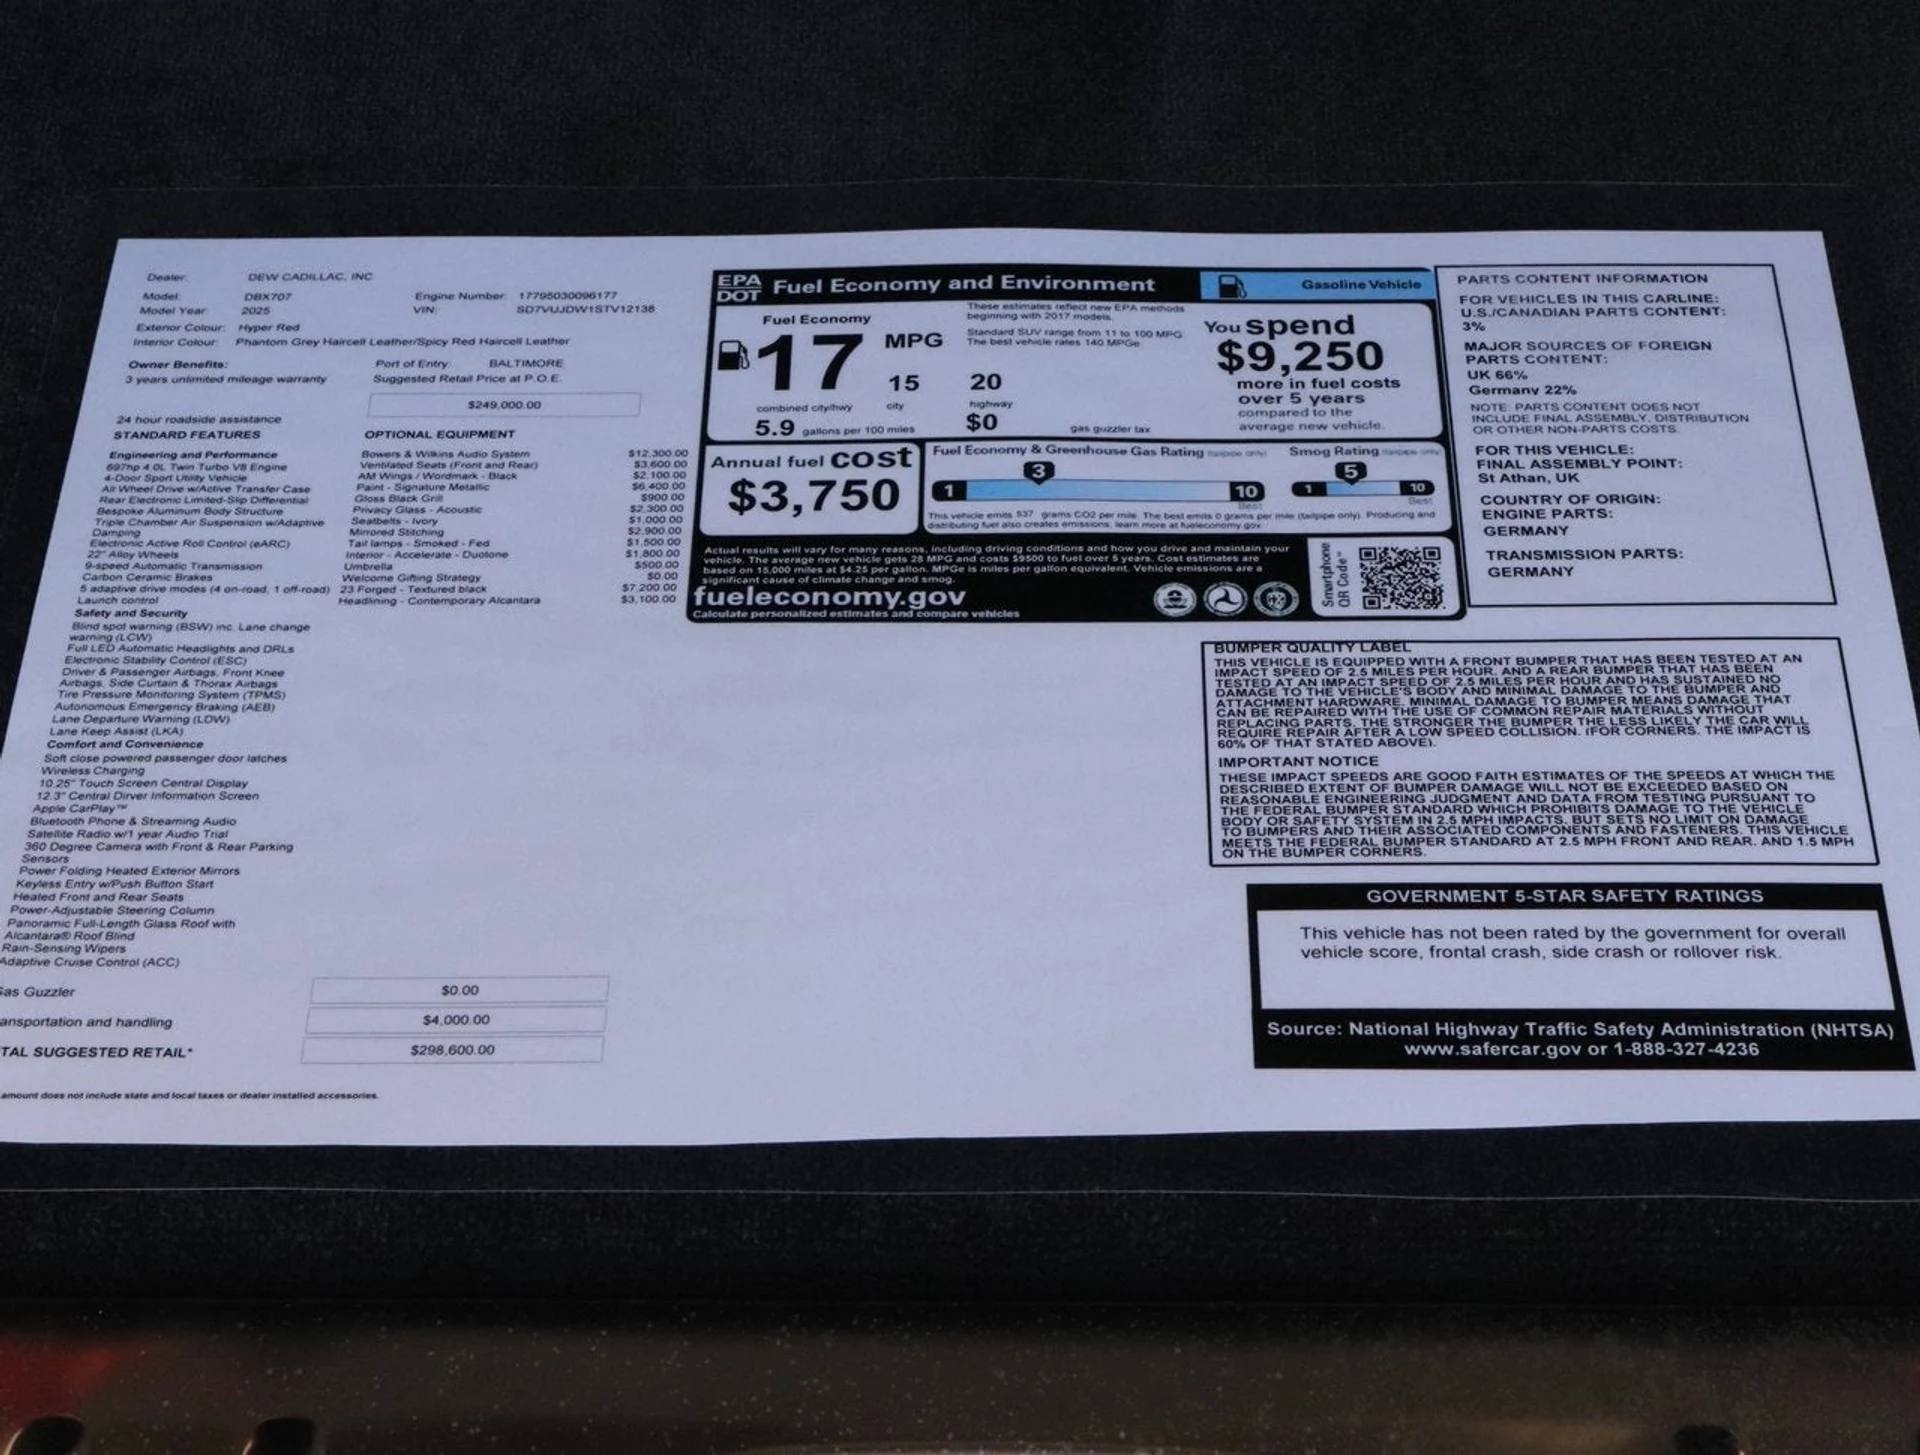 Dealer: DEW CADILLAC, INC
Model: DBX707 Engine Number: 17795030096177
Model Year: 2025 VIN: SD7VUJDW1STV12138
Exterior Colour: Hyper Red
Interior Colour: Phantom Grey Haircell Leather/Spicy Red Haircell Leather
Owner Benefits: Port of Entry: BALTIMORE
3 years unlimited mileage warranty Suggested Retail Price at P.O.E.
$249,000.00
24 hour roadside assistance
STANDARD FEATURES
Engineering and Performance
697hp 4.0L Twin Turbo V8 Engine
4-Door Sport Utility Vehicle
All Wheel Drive w/Active Transfer Case
Rear Electronic Limited-Slip Differential
Bespoke Aluminum Body Structure
Triple Chamber Air Suspension w/Adaptive
Damping
Electronic Active Roll Control (eARC)
22" Alloy Wheels
9-speed Automatic Transmission
Carbon Ceramic Brakes
5 adaptive drive modes (4 on-road, 1 off-road)
Launch control
Safety and Security
Blind spot warning (BSW) inc. Lane change
warning (LCW)
Full LED Automatic Headlights and DRLs
Electronic Stability Control (ESC)
Driver & Passenger Airbags, Front Knee
Airbags, Side Curtain & Thorax Airbags
Tire Pressure Monitoring System (TPMS)
Autonomous Emergency Braking (AEB)
Lane Departure Warning (LDW)
Lane Keep Assist (LKA)
Comfort and Convenience
Soft close powered passenger door latches
Wireless Charging
10.25" Touch Screen Central Display
12.3" Central Dirver Information Screen
Apple CarPlay™
Bluetooth Phone & Streaming Audio
Satellite Radio w/1 year Audio Trial
360 Degree Camera with Front & Rear Parking
Sensors
Power Folding Heated Exterior Mirrors
Keyless Entry w/Push Button Start
Heated Front and Rear Seats
Power-Adjustable Steering Column
Panoramic Full-Length Glass Roof with
Alcantara® Roof Blind
Rain-Sensing Wipers
Adaptive Cruise Control (ACC)
OPTIONAL EQUIPMENT
Bowers & Wilkins Audio System $12,300.00
Ventilated Seats (Front and Rear) $3,600.00
AM Wings / Wordmark - Black $2,100.00
Paint - Signature Metallic $6,400.00
Gloss Black Grill $900.00
Privacy Glass - Acoustic $2,300.00
Seatbelts - Ivory $1,000.00
Mirrored Stitching $2,900.00
Tail lamps - Smoked - Fed $1,500.00
Interior - Accelerate - Duotone $1,800.00
Umbrella $500.00
Welcome Gifting Strategy $0.00
23 Forged - Textured black $7,200.00
Headlining - Contemporary Alcantara $3,100.00
Gas Guzzler $0.00
ansportation and handling $4,000.00
TAL SUGGESTED RETAIL* $298,600.00
amount does not include state and local taxes or dealer installed accessories.
EPA
DOT Fuel Economy and Environment
Gasoline Vehicle
Fuel Economy
17 MPG
combined city/hwy
15
city
20
highway
5.9 gallons per 100 miles
$0 gas guzzler tax
These estimates reflect new EPA methods
beginning with 2017 models.
Standard SUV range from 11 to 100 MPG
The best vehicle rates 140 MPGe
You spend
$9,250
more in fuel costs
over 5 years
compared to the
average new vehicle.
Annual fuel COST
$3,750
Fuel Economy & Greenhouse Gas Rating (tailpipe only)
3
1 10
Best
Smog Rating (tailpipe only)
5
1 10
Best
This vehicle emits 537 grams CO2 per mile. The best emits 0 grams per mile (tailpipe only). Producing and
distributing fuel also creates emissions; learn more at fueleconomy.gov
Actual results will vary for many reasons, including driving conditions and how you drive and maintain your
vehicle. The average new vehicle gets 28 MPG and costs $9500 to fuel over 5 years. Cost estimates are
based on 15,000 miles at $4.25 per gallon. MPGe is miles per gallon equivalent. Vehicle emissions are a
significant cause of climate change and smog.
fueleconomy.gov
Calculate personalized estimates and compare vehicles
Smartphone
QR Code™
PARTS CONTENT INFORMATION
FOR VEHICLES IN THIS CARLINE:
U.S./CANADIAN PARTS CONTENT:
3%
MAJOR SOURCES OF FOREIGN
PARTS CONTENT:
UK 66%
Germany 22%
NOTE: PARTS CONTENT DOES NOT
INCLUDE FINAL ASSEMBLY, DISTRIBUTION
OR OTHER NON-PARTS COSTS.
FOR THIS VEHICLE:
FINAL ASSEMBLY POINT:
St Athan, UK
COUNTRY OF ORIGIN:
ENGINE PARTS:
GERMANY
TRANSMISSION PARTS:
GERMANY
BUMPER QUALITY LABEL
THIS VEHICLE IS EQUIPPED WITH A FRONT BUMPER THAT HAS BEEN TESTED AT AN
IMPACT SPEED OF 2.5 MILES PER HOUR, AND A REAR BUMPER THAT HAS BEEN
TESTED AT AN IMPACT SPEED OF 2.5 MILES PER HOUR AND HAS SUSTAINED NO
DAMAGE TO THE VEHICLE'S BODY AND MINIMAL DAMAGE TO THE BUMPER AND
ATTACHMENT HARDWARE. MINIMAL DAMAGE TO BUMPER MEANS DAMAGE THAT
CAN BE REPAIRED WITH THE USE OF COMMON REPAIR MATERIALS WITHOUT
REPLACING PARTS. THE STRONGER THE BUMPER THE LESS LIKELY THE CAR WILL
REQUIRE REPAIR AFTER A LOW SPEED COLLISION. (FOR CORNERS, THE IMPACT IS
60% OF THAT STATED ABOVE).
IMPORTANT NOTICE
THESE IMPACT SPEEDS ARE GOOD FAITH ESTIMATES OF THE SPEEDS AT WHICH THE
DESCRIBED EXTENT OF BUMPER DAMAGE WILL NOT BE EXCEEDED BASED ON
REASONABLE ENGINEERING JUDGMENT AND DATA FROM TESTING PURSUANT TO
THE FEDERAL BUMPER STANDARD WHICH PROHIBITS DAMAGE TO THE VEHICLE
BODY OR SAFETY SYSTEM IN 2.5 MPH IMPACTS, BUT SETS NO LIMIT ON DAMAGE
TO BUMPERS AND THEIR ASSOCIATED COMPONENTS AND FASTENERS. THIS VEHICLE
MEETS THE FEDERAL BUMPER STANDARD AT 2.5 MPH FRONT AND REAR, AND 1.5 MPH
ON THE BUMPER CORNERS.
GOVERNMENT 5-STAR SAFETY RATINGS
This vehicle has not been rated by the government for overall
vehicle score, frontal crash, side crash or rollover risk.
Source: National Highway Traffic Safety Administration (NHTSA)
www.safercar.gov or 1-888-327-4236